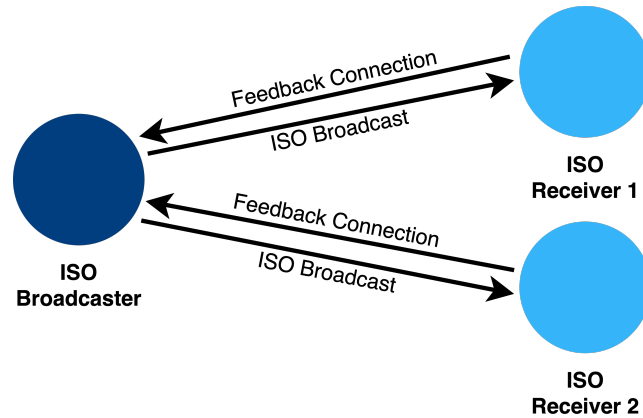 Feedback Connection
ISO Broadcast
ISO
Receiver 1
Feedback Connection
ISO Broadcast
ISO
Broadcaster
ISO
Receiver 2